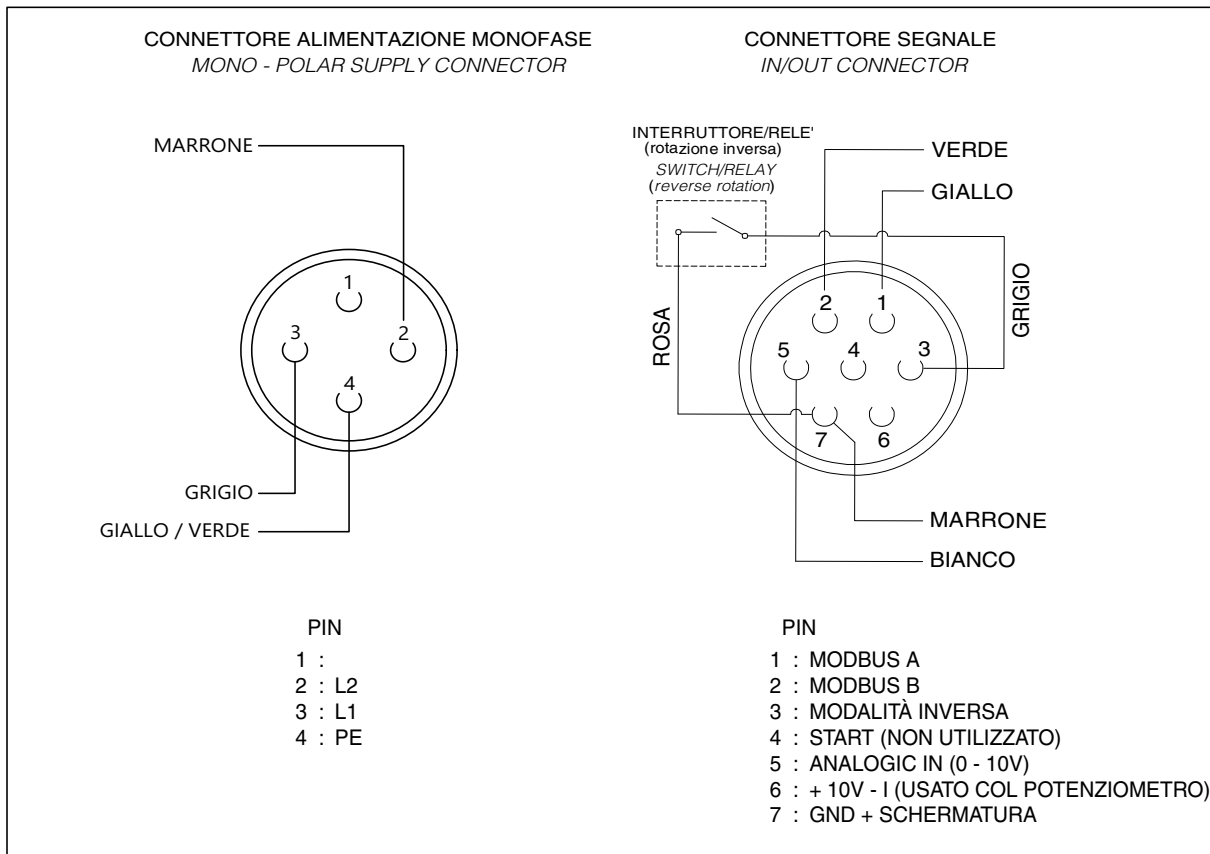 CONNETTORE ALIMENTAZIONE MONOFASE
MONO - POLAR SUPPLY CONNECTOR
MARRONE
1
3
2
4
GRIGIO
GIALLO / VERDE
PIN
1 :
2 : L2
3 : L1
4 : PE
CONNETTORE SEGNALE
IN/OUT CONNECTOR
INTERRUTTORE/RELE'
(rotazione inversa)
SWITCH/RELAY
(reverse rotation)
VERDE
GIALLO
ROSA
GRIGIO
2
1
5
4
3
7
6
MARRONE
BIANCO
PIN
1 : MODBUS A
2 : MODBUS B
3 : MODALITÀ INVERSA
4 : START (NON UTILIZZATO)
5 : ANALOGIC IN (0 - 10V)
6 : + 10V - I (USATO COL POTENZIOMETRO)
7 : GND + SCHERMATURA